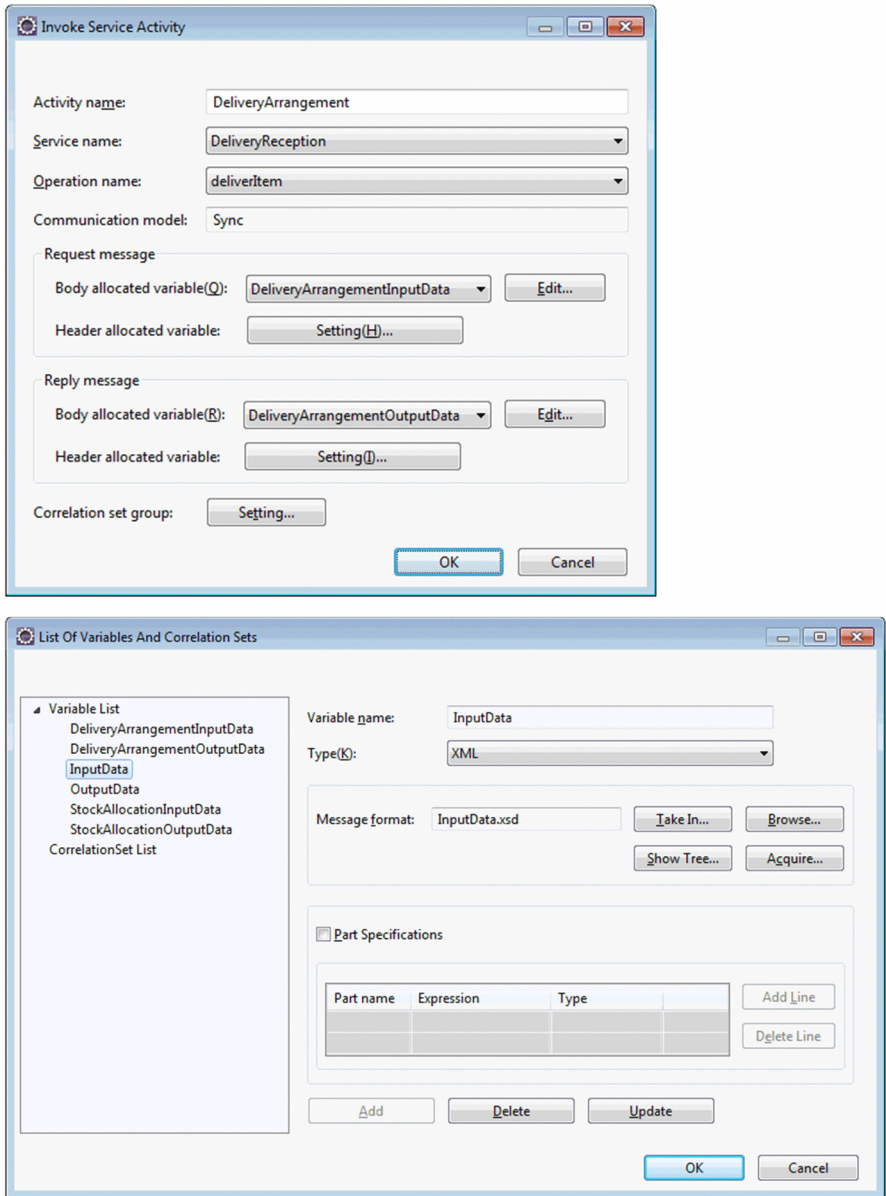 Invoke Service Activity
Activity name: DeliveryArrangement
Service name: DeliveryReception
Operation name: deliverItem
Communication model: Sync
Request message
Body allocated variable(Q): DeliveryArrangementInputData Edit...
Header allocated variable: Setting(H)...
Reply message
Body allocated variable(R): DeliveryArrangementOutputData Edit...
Header allocated variable: Setting(I)...
Correlation set group: Setting...
OK Cancel
List Of Variables And Correlation Sets
Variable List
DeliveryArrangementInputData
DeliveryArrangementOutputData
InputData
OutputData
StockAllocationInputData
StockAllocationOutputData
CorrelationSet List
Variable name: InputData
Type(K): XML
Message format: InputData.xsd Take In... Browse...
Show Tree... Acquire...
Part Specifications
Part name Expression Type Add Line
Delete Line
Add Delete Update
OK Cancel